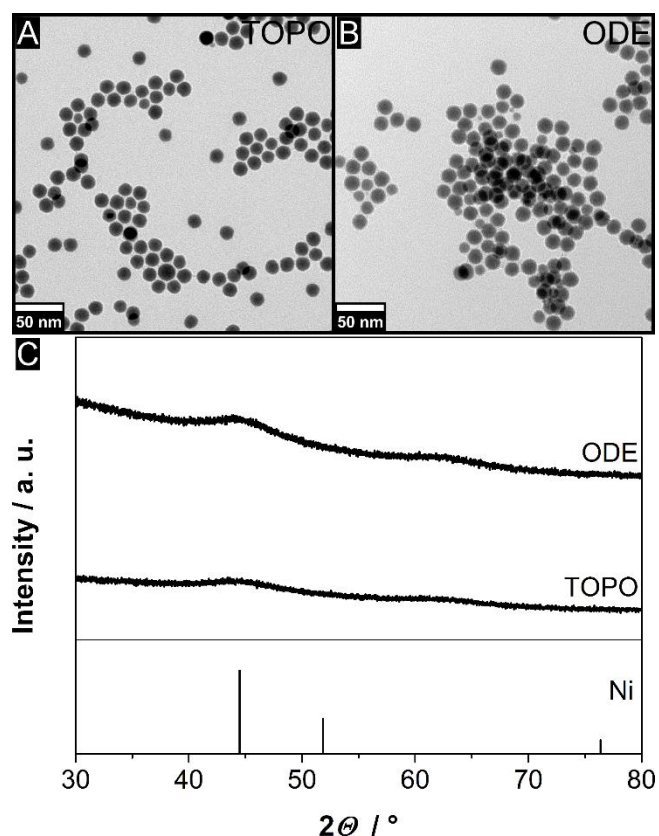 A TOPO
B ODE
50 nm
50 nm
C
Intensity / a. u.
ODE
TOPO
Ni
30 40 50 60 70 80
2Θ / °